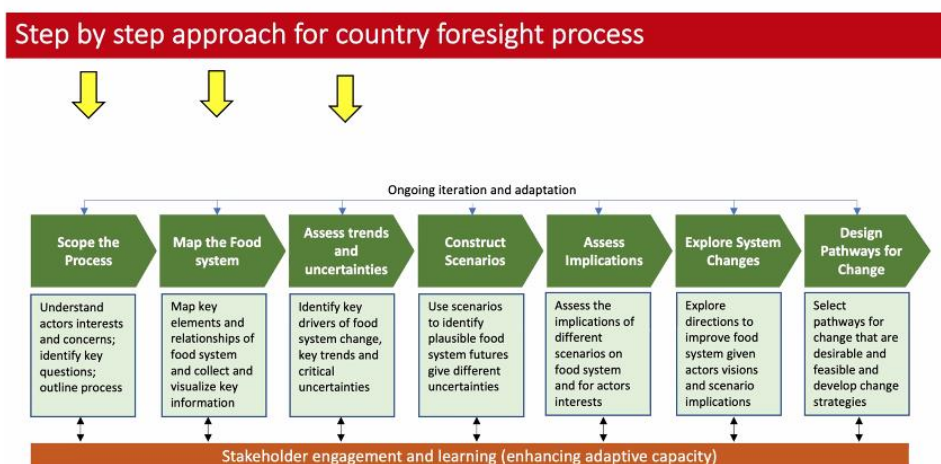 Step by step approach for country foresight process
Ongoing iteration and adaptation
Scope the
Process
Map the Food
system
Assess trends
and
uncertainties
Construct
Scenarios
Assess
Implications
Explore System
Changes
Design
Pathways for
Change
Understand
actors interests
and concerns;
identify key
questions;
outline process
Map key
elements and
relationships of
food system and
collect and
visualize key
information
Identify key
drivers of food
system change,
key trends and
critical
uncertainties
Use scenarios
to identify
plausible food
system futures
give different
uncertainties
Assess the
implications of
different
scenarios on
food system and
for actors
interests
Explore
directions to
improve food
system given
actors visions
and scenario
implications
Select
pathways for
change that are
desirable and
feasible and
develop change
strategies
Stakeholder engagement and learning (enhancing adaptive capacity)